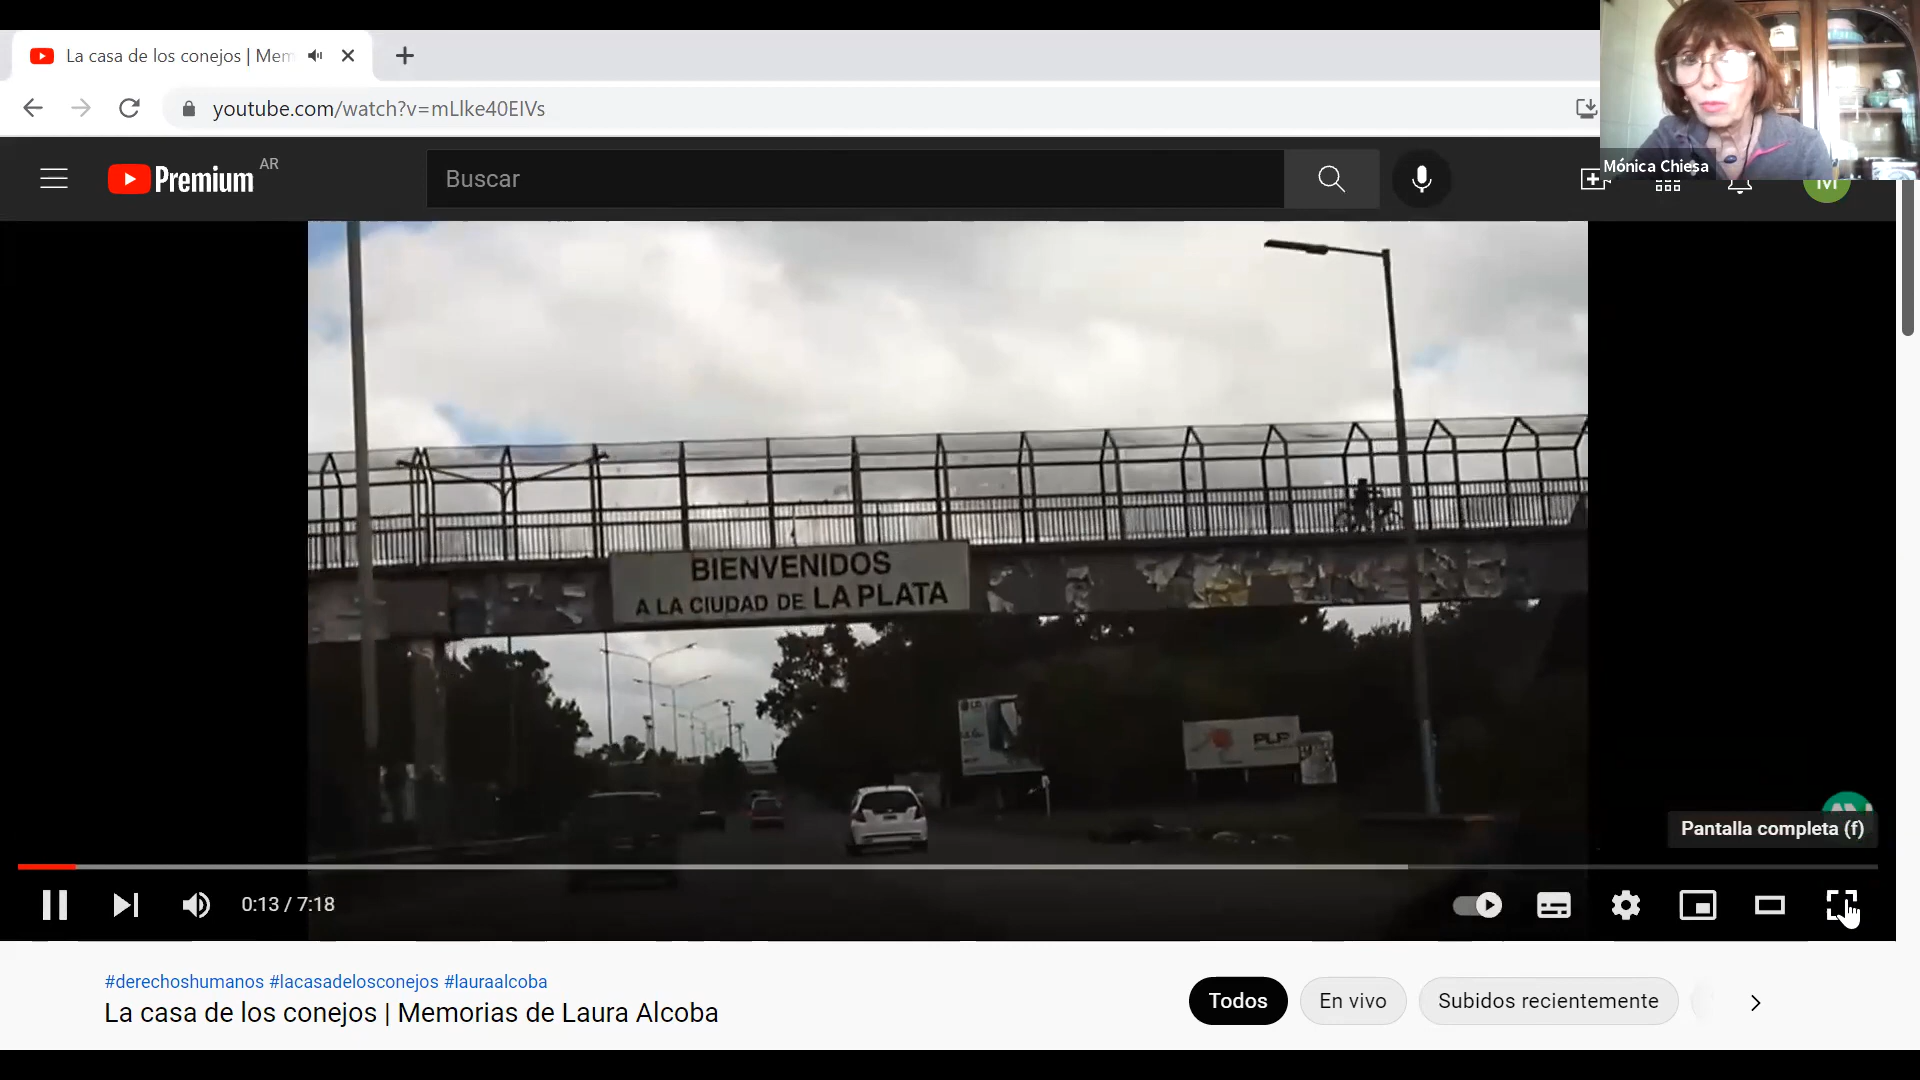 La casa de los conejos | Mem
youtube.com/watch?v=mLlke40EIVs
Mónica Chiesa
Premium
AR
Buscar
M
BIENVENIDOS
A LA CIUDAD DE LA PLATA
PLP
Pantalla completa (f)
0:13 / 7:18
#derechoshumanos #lacasadelosconejos #lauraalcoba
La casa de los conejos | Memorias de Laura Alcoba
Todos
En vivo
Subidos recientemente